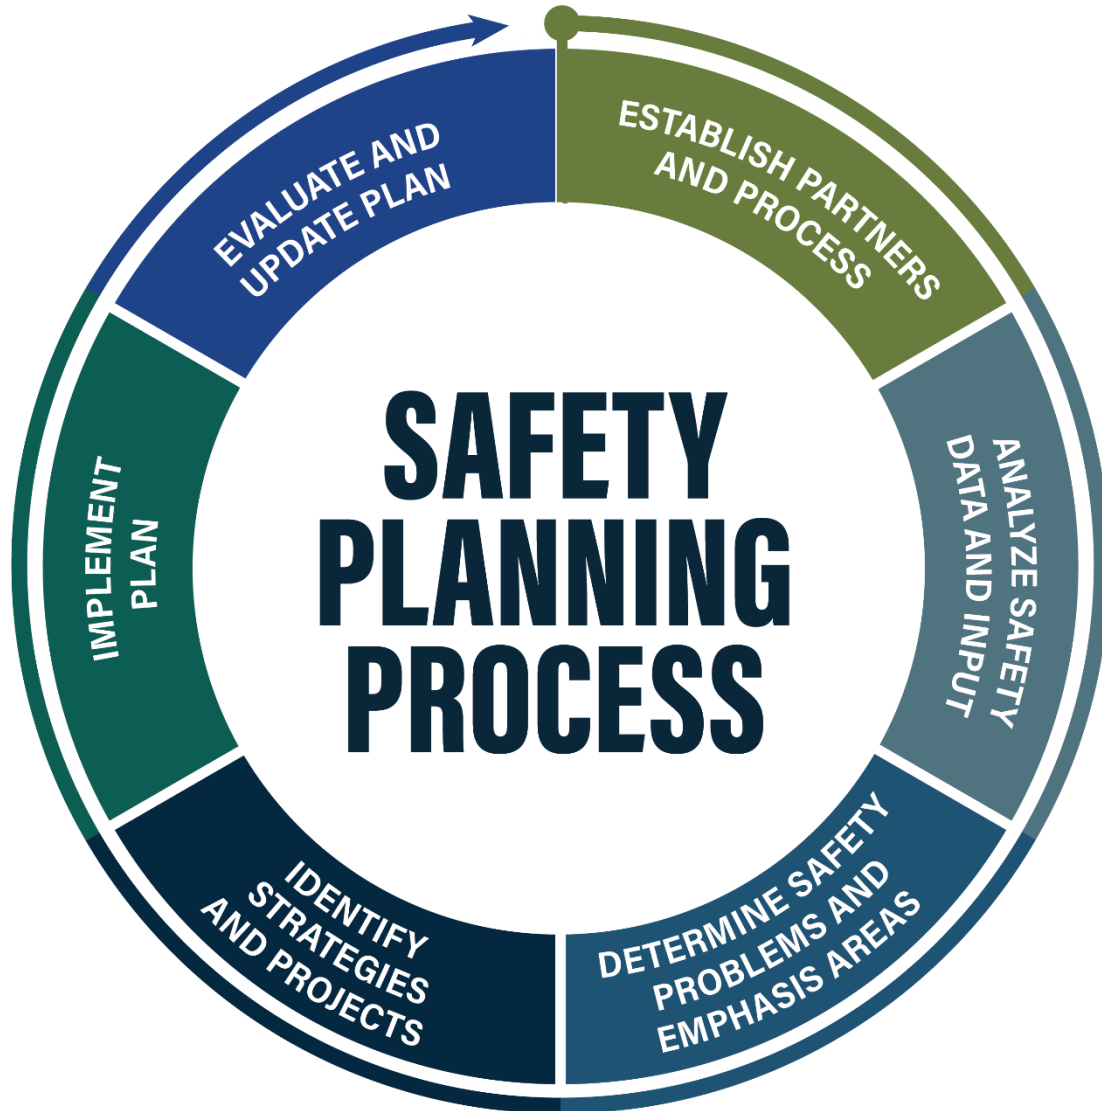 SAFETY
PLANNING
PROCESS
ESTABLISH PARTNERS
AND PROCESS
ANALYZE SAFETY
DATA AND INPUT
DETERMINE SAFETY
PROBLEMS AND
EMPHASIS AREAS
IDENTIFY
STRATEGIES
AND PROJECTS
IMPLEMENT
PLAN
EVALUATE AND
UPDATE PLAN